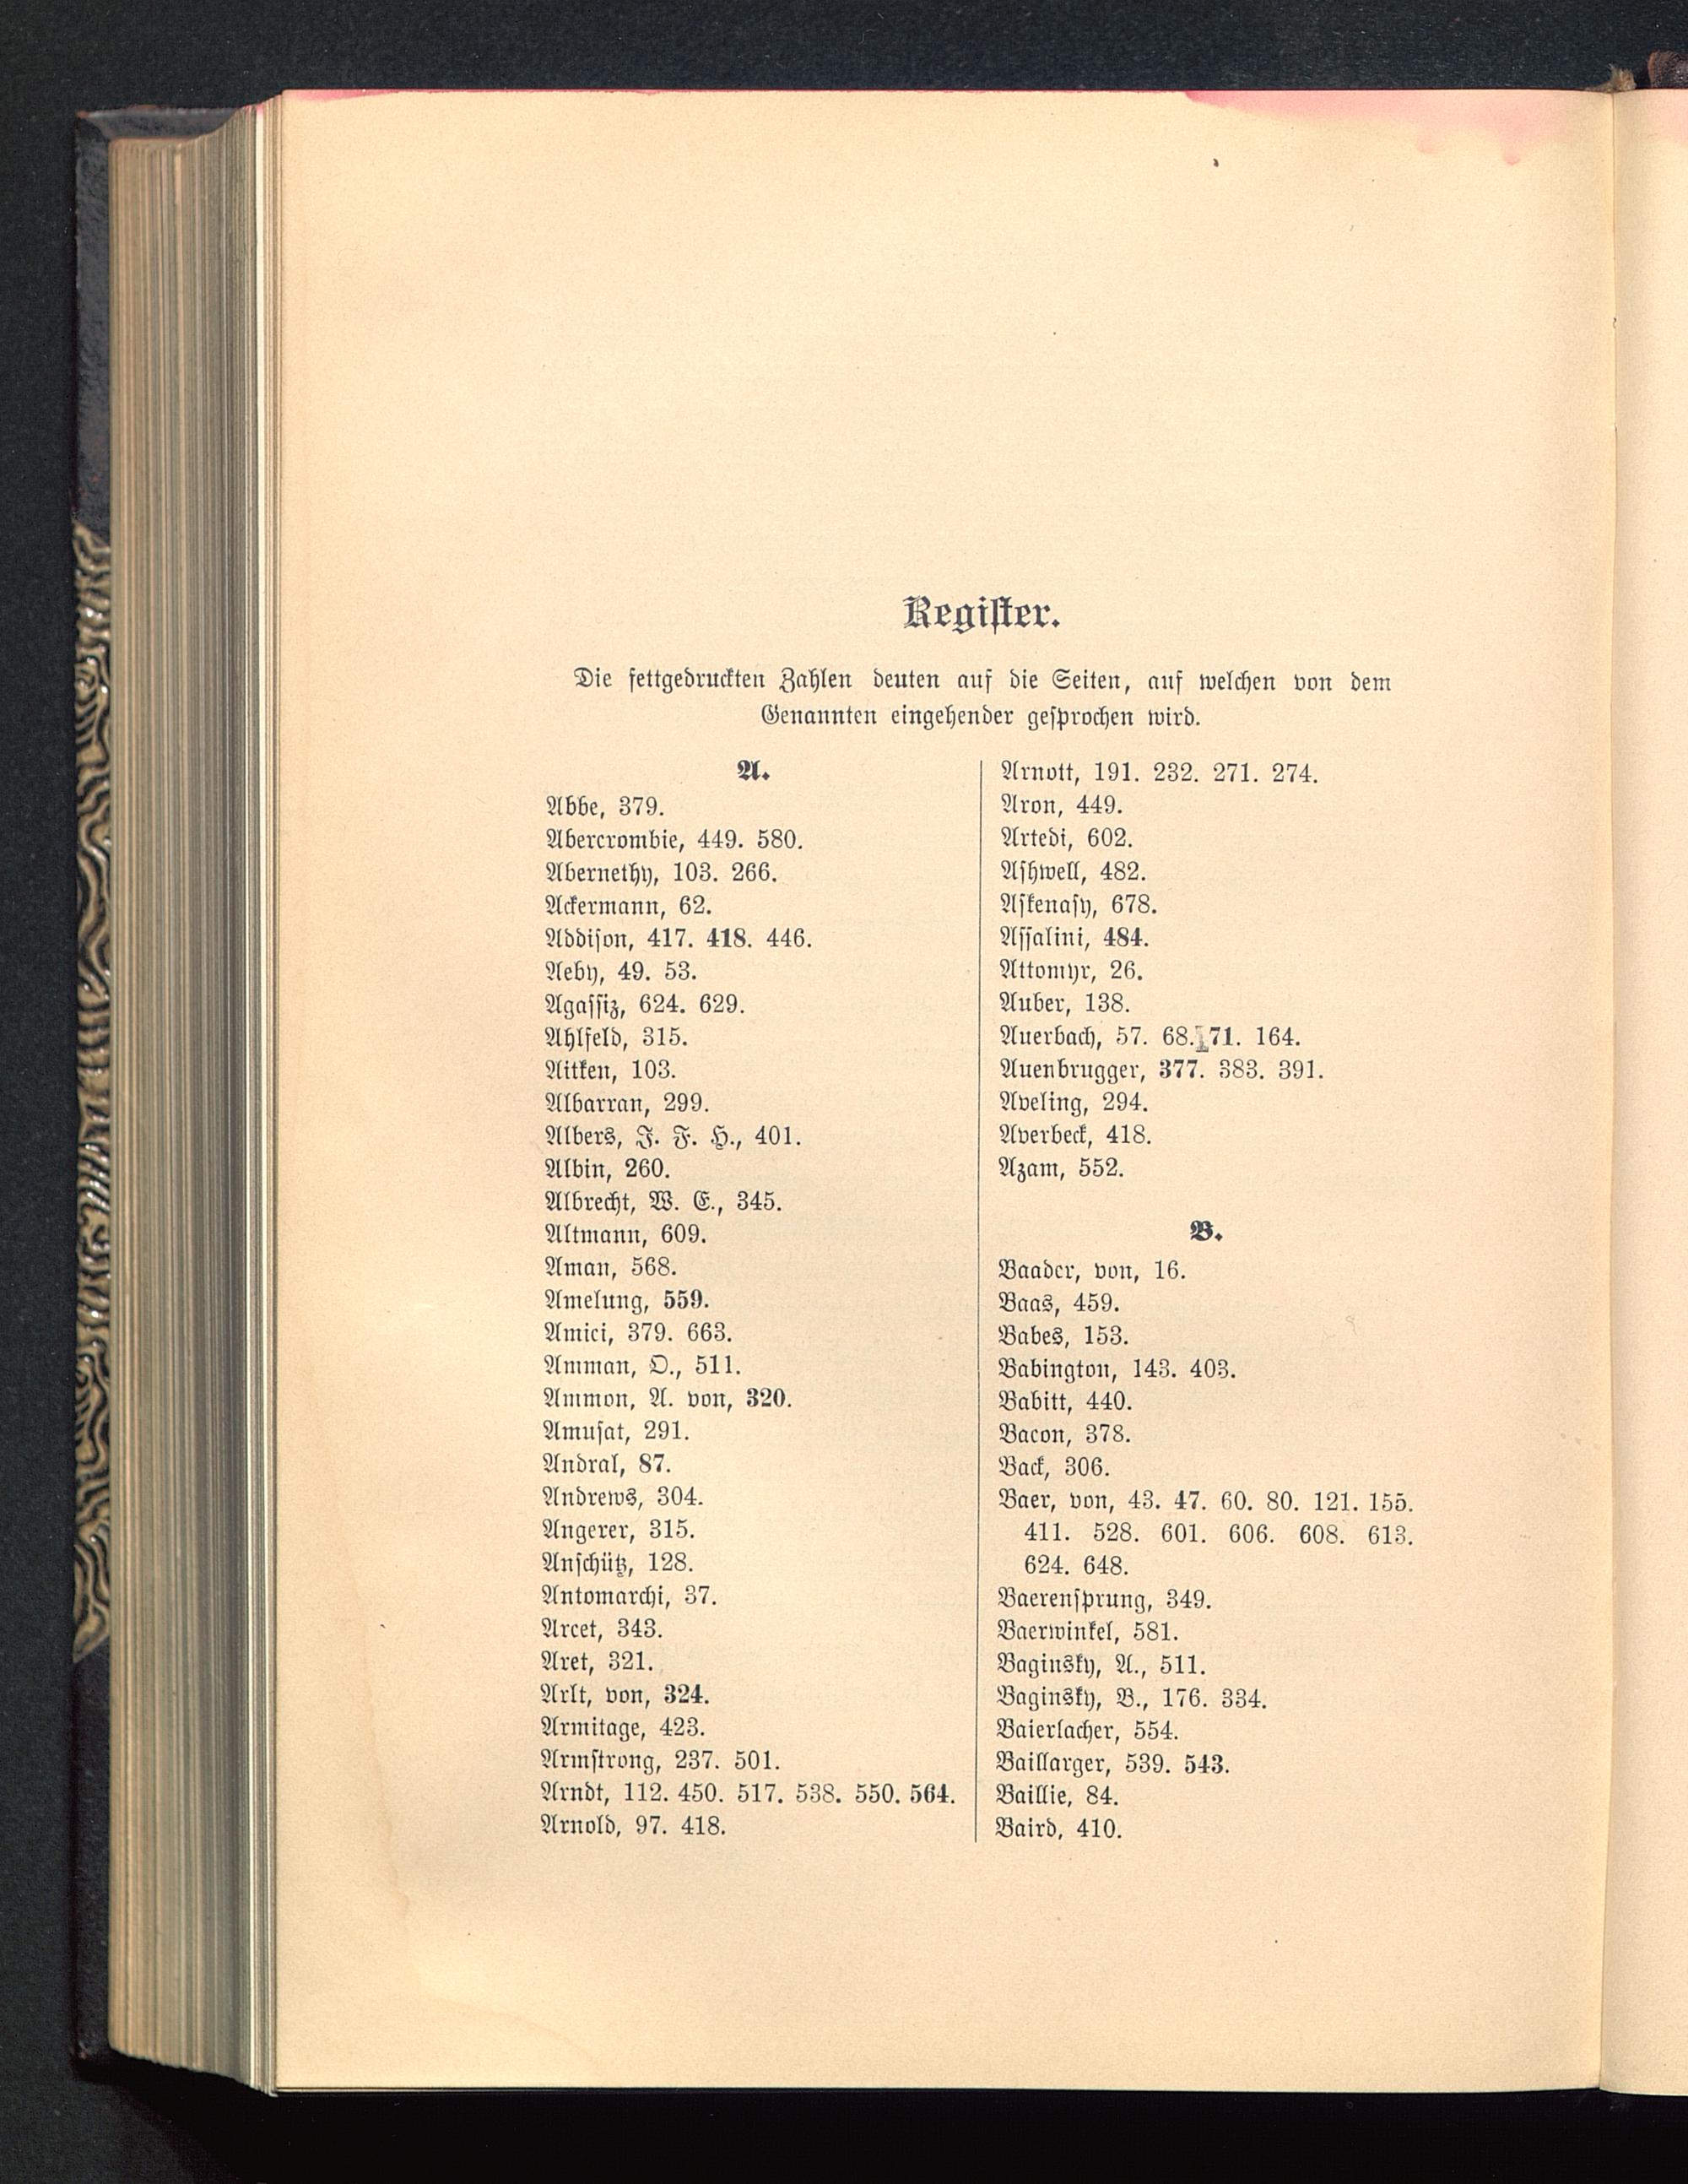 Register.
Die fettgedruckten Zahlen deuten auf die Seiten, auf welchen von dem
Genannten eingehender gesprochen wird.
A.
Abbe, 379.
Abercrombie, 449. 580.
Abernethy, 103. 266.
Ackermann, 62.
Addison, 417. 418. 446.
Aeby, 49. 53.
Agassiz, 624. 629.
Ahlfeld, 315.
Aitken, 103.
Albarran, 299.
Albers, J. F. H., 401.
Albin, 260.
Albrecht, W. E., 345.
Altmann, 609.
Aman, 568.
Amelung, 559.
Amici, 379. 663.
Amman, O., 511.
Ammon, A. von, 320.
Amusat, 291.
Andral, 87.
Andrews, 304.
Angerer, 315.
Anschütz, 128.
Antomarchi, 37.
Arcet, 343.
Aret, 321.
Arlt, von, 324.
Armitage, 423.
Armstrong, 237. 501.
Arndt, 112. 450. 517. 538. 550. 564.
Arnold, 97. 418.
Arnott, 191. 232. 271. 274.
Aron, 449.
Artedi, 602.
Ashwell, 482.
Askenasy, 678.
Assalini, 484.
Attomyr, 26.
Auber, 138.
Auerbach, 57. 68. 71. 164.
Auenbrugger, 377. 383. 391.
Aveling, 294.
Averbeck, 418.
Azam, 552.
B.
Baader, von, 16.
Baas, 459.
Babes, 153.
Babington, 143. 403.
Babitt, 440.
Bacon, 378.
Back, 306.
Baer, von, 43. 47. 60. 80. 121. 155.
411. 528. 601. 606. 608. 613.
624. 648.
Baerensprung, 349.
Baerwinkel, 581.
Baginsky, A., 511.
Baginsky, B., 176. 334.
Baierlacher, 554.
Baillarger, 539. 543.
Baillie, 84.
Baird, 410.